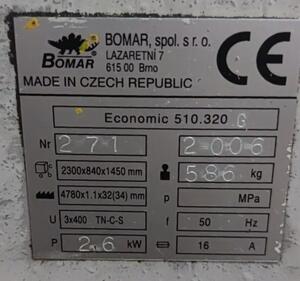 BOMAR
BOMAR, spol. s r. o.
LAZARETNÍ 7
615 00 Brno
MADE IN CZECH REPUBLIC
CE
Economic 510.320 G
Nr 271 2006
2300x840x1450 mm 586 kg
4780x1.1x32(34) mm p MPa
U 3x400 TN-C-S f 50 Hz
P 2.6 kW 16 A